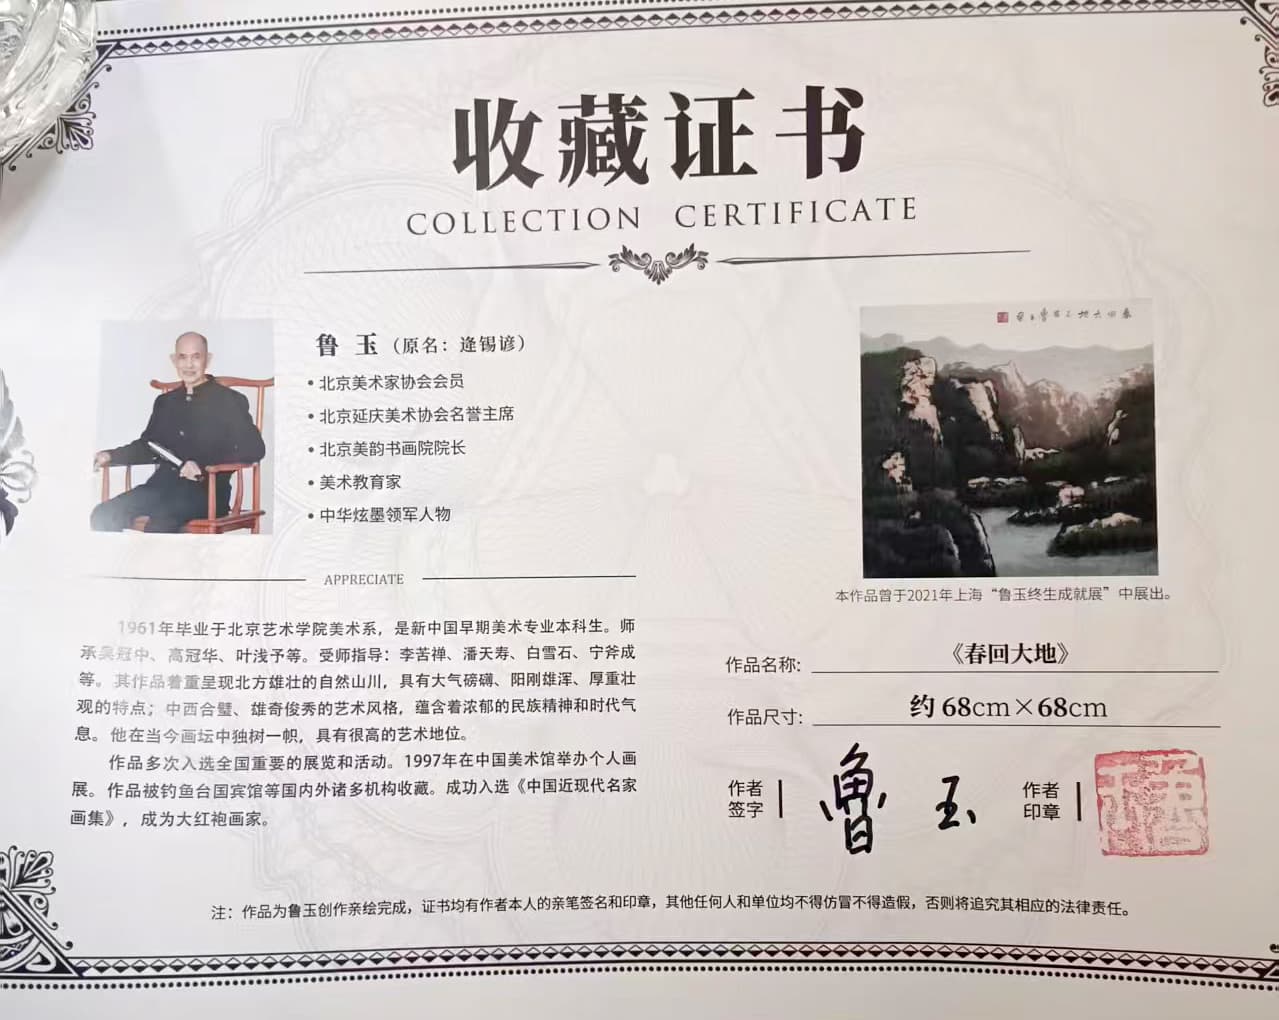 收藏证书
COLLECTION CERTIFICATE
鲁 玉（原名：逄锡谚）
• 北京美术家协会会员
• 北京延庆美术协会名誉主席
• 北京美韵书画院院长
• 美术教育家
• 中华炫墨领军人物
APPRECIATE
1961年毕业于北京艺术学院美术系，是新中国早期美术专业本科生。师
承吴冠中、高冠华、叶浅予等。受师指导：李苦禅、潘天寿、白雪石、宁斧成
等。其作品着重呈现北方雄壮的自然山川，具有大气磅礴、阳刚雄浑、厚重壮
观的特点；中西合璧、雄奇俊秀的艺术风格，蕴含着浓郁的民族精神和时代气
息。他在当今画坛中独树一帜，具有很高的艺术地位。
作品多次入选全国重要的展览和活动。1997年在中国美术馆举办个人画
展。作品被钓鱼台国宾馆等国内外诸多机构收藏。成功入选《中国近现代名家
画集》，成为大红袍画家。
本作品曾于2021年上海“鲁玉终生成就展”中展出。
作品名称: 《春回大地》
作品尺寸: 约 68cm×68cm
作者
签字
鲁 玉
作者
印章
注：作品为鲁玉创作亲绘完成，证书均有作者本人的亲笔签名和印章，其他任何人和单位均不得仿冒不得造假，否则将追究其相应的法律责任。